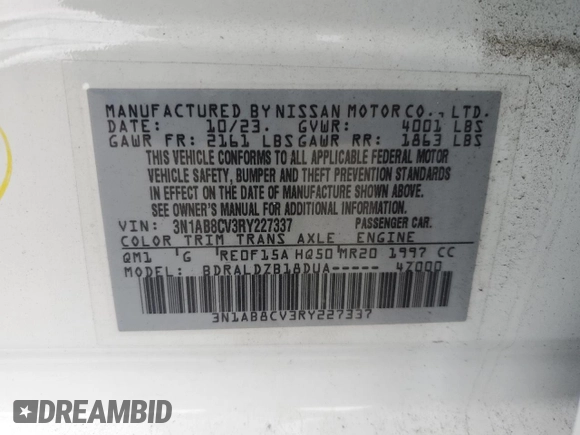 MANUFACTURED BY NISSAN MOTOR CO., LTD.
DATE: 10/23. GVWR: 4001 LBS
GAWR FR: 2161 LBS GAWR RR: 1863 LBS
THIS VEHICLE CONFORMS TO ALL APPLICABLE FEDERAL MOTOR
VEHICLE SAFETY, BUMPER AND THEFT PREVENTION STANDARDS
IN EFFECT ON THE DATE OF MANUFACTURE SHOWN ABOVE.
SEE OWNER'S MANUAL FOR ADDITIONAL INFORMATION.
VIN: 3N1AB8CV3RY227337 PASSENGER CAR.
COLOR TRIM TRANS AXLE ENGINE
QM1 G RE0F15A HQ50 MR20 1997 CC
MODEL: BDRALDZB18DUA----- 4Z000
3N1AB8CV3RY227337
DREAMBID